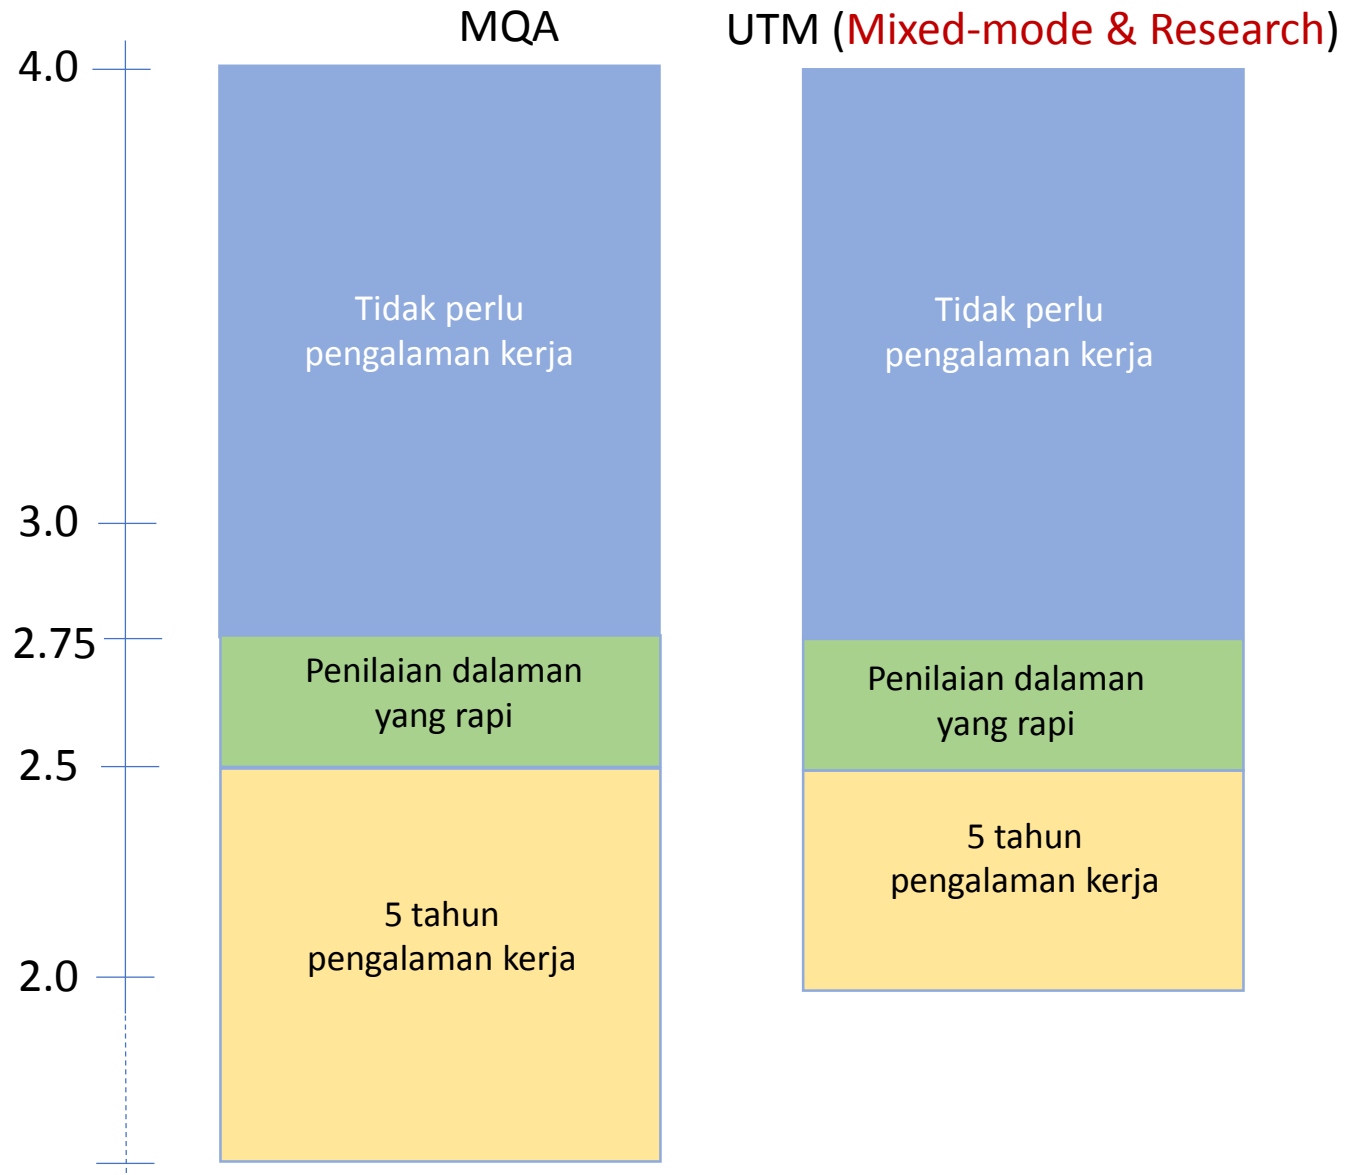 MQA
UTM (Mixed-mode & Research)
4.0
3.0
2.75
2.5
2.0
Tidak perlu
pengalaman kerja
Penilaian dalaman
yang rapi
5 tahun
pengalaman kerja
Tidak perlu
pengalaman kerja
Penilaian dalaman
yang rapi
5 tahun
pengalaman kerja